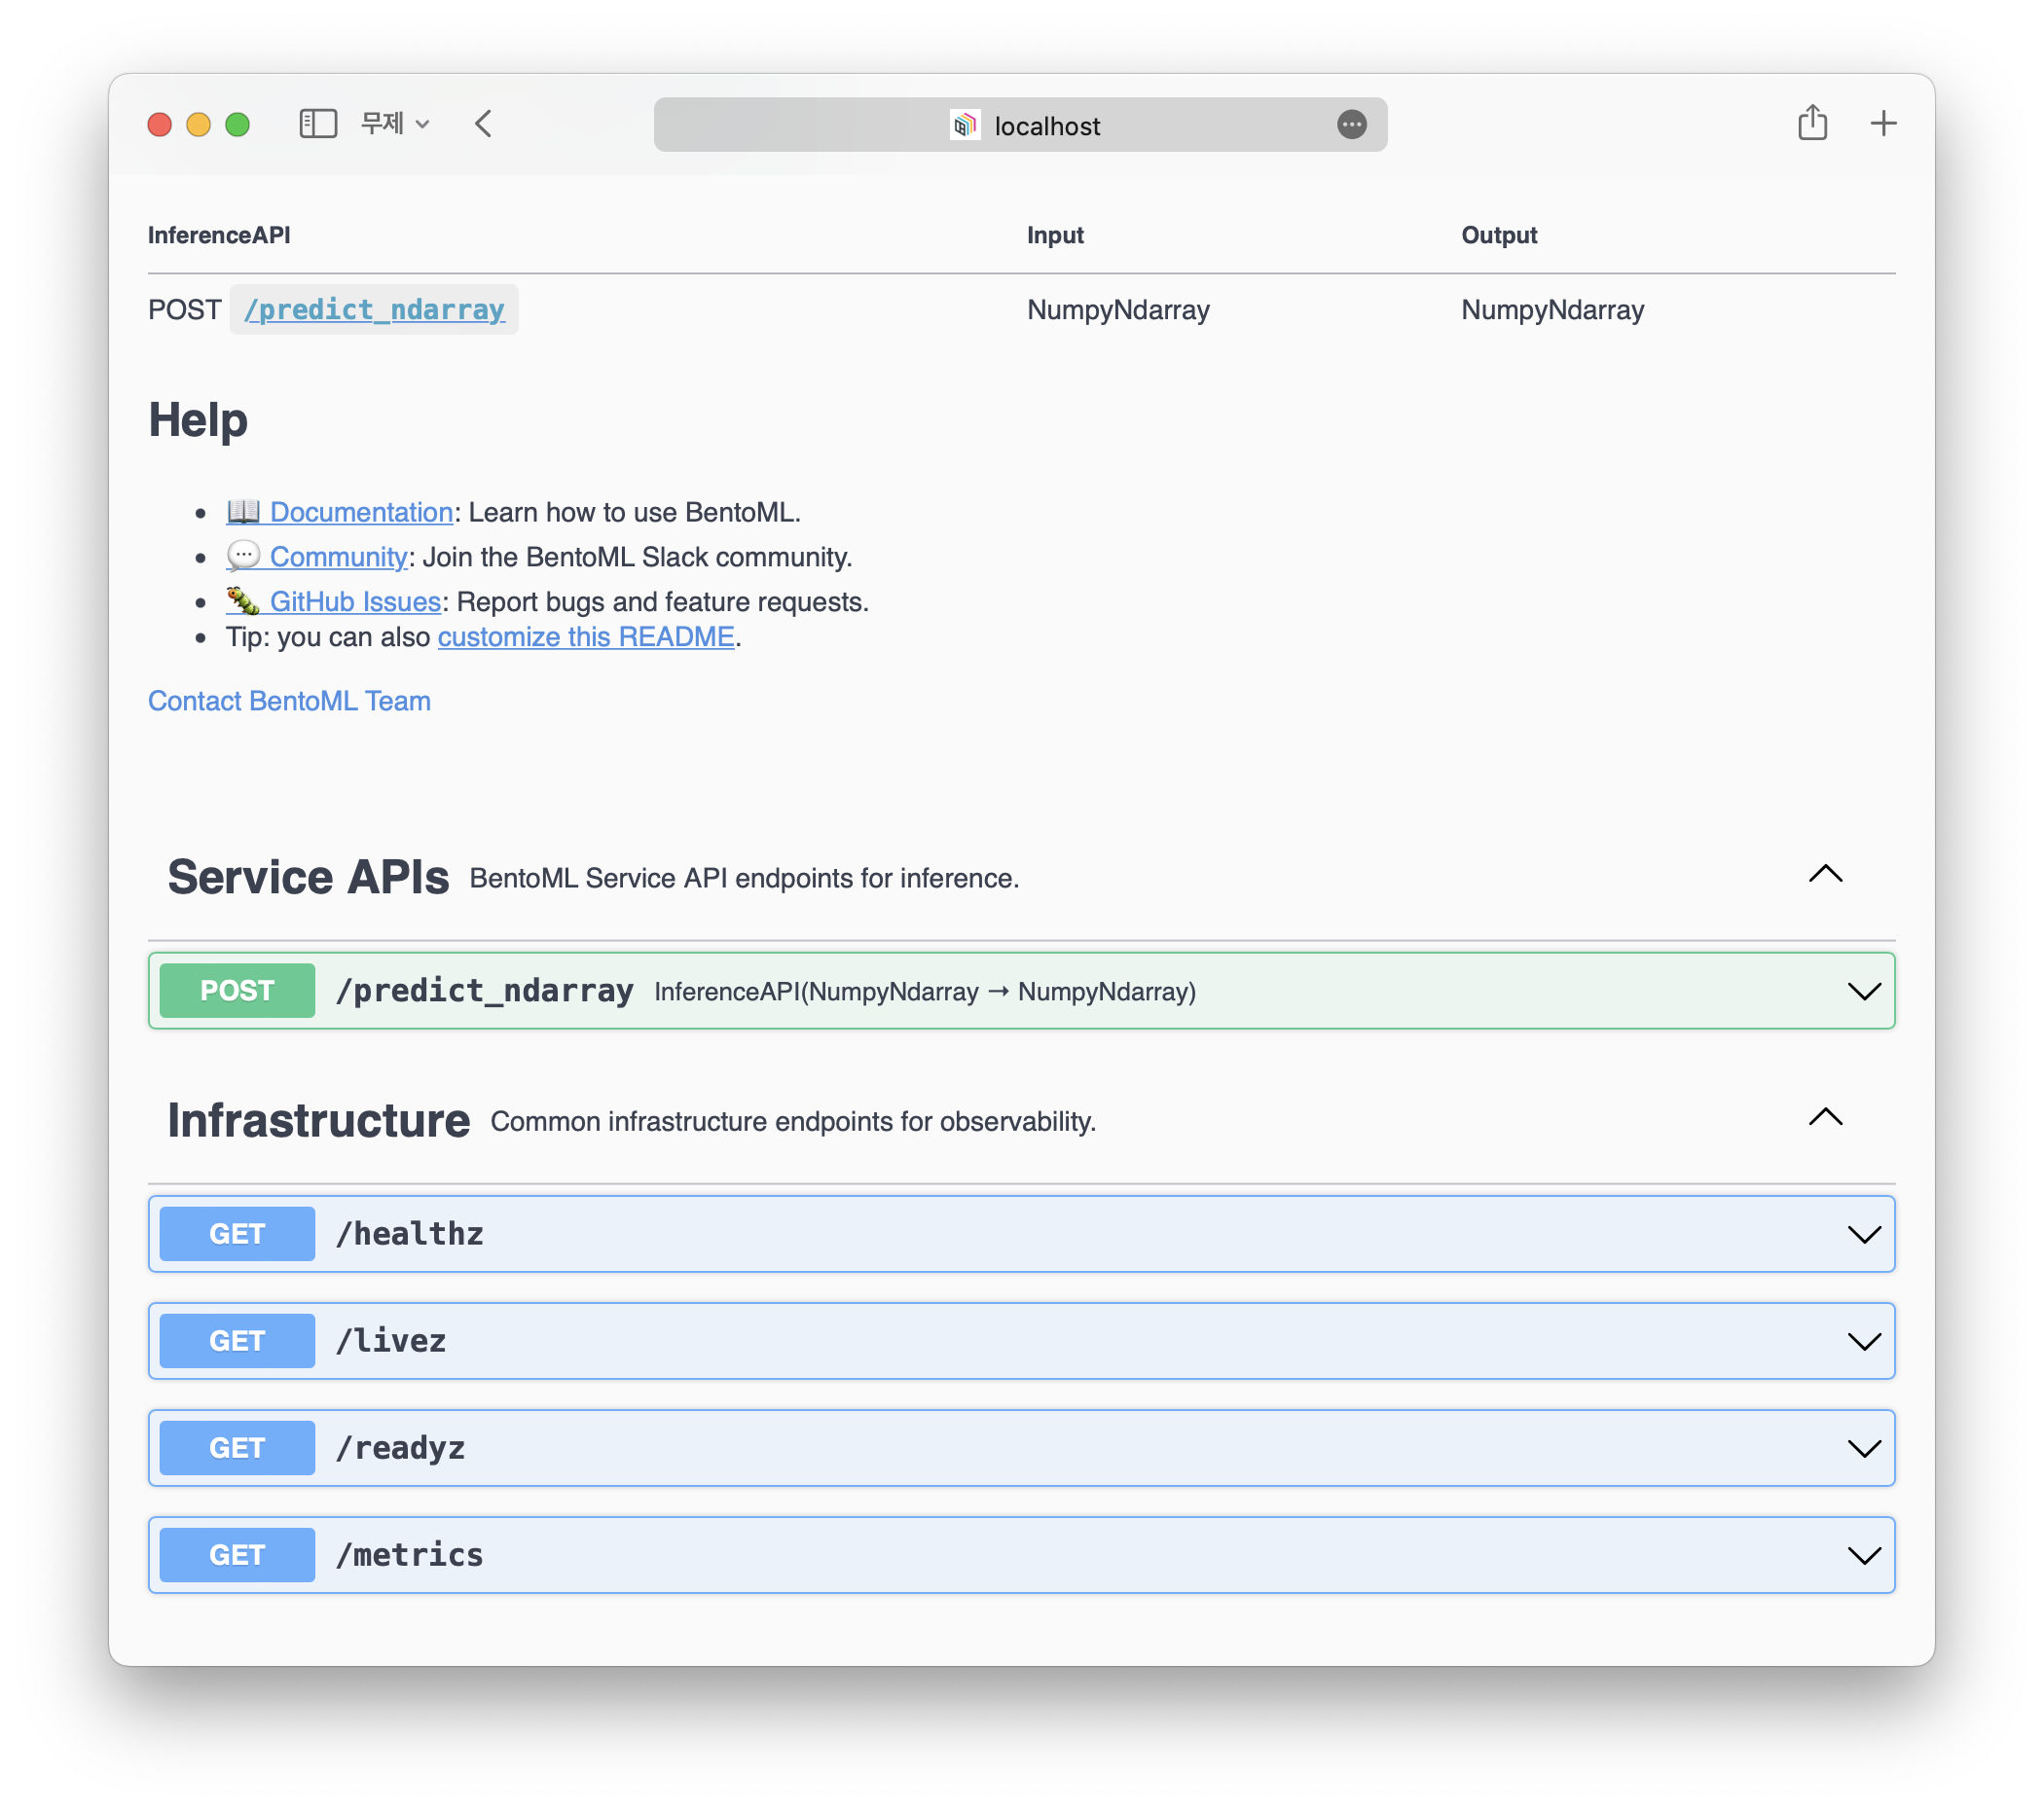 무제
localhost
InferenceAPI Input Output
POST /predict_ndarray NumpyNdarray NumpyNdarray
Help
Documentation: Learn how to use BentoML.
Community: Join the BentoML Slack community.
GitHub Issues: Report bugs and feature requests.
Tip: you can also customize this README.
Contact BentoML Team
Service APIs BentoML Service API endpoints for inference.
POST /predict_ndarray InferenceAPI(NumpyNdarray → NumpyNdarray)
Infrastructure Common infrastructure endpoints for observability.
GET /healthz
GET /livez
GET /readyz
GET /metrics